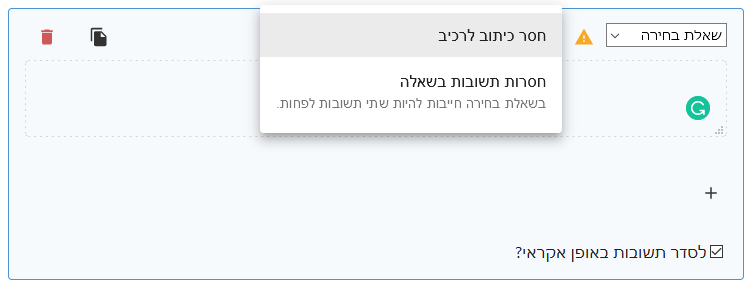 שאלת בחירה
חסר כיתוב לרכיב
חסרות תשובות בשאלה
בשאלת בחירה חייבות להיות שתי תשובות לפחות.
לסדר תשובות באופן אקראי?